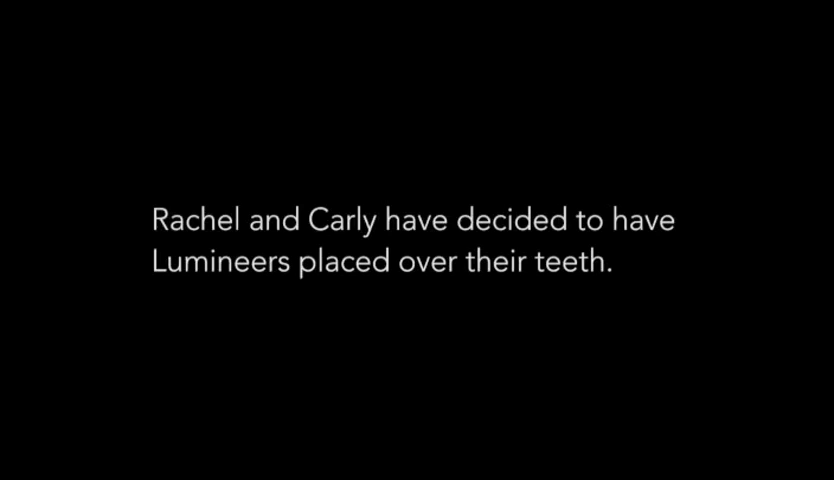 Rachel and Carly have decided to have
Lumineers placed over their teeth.